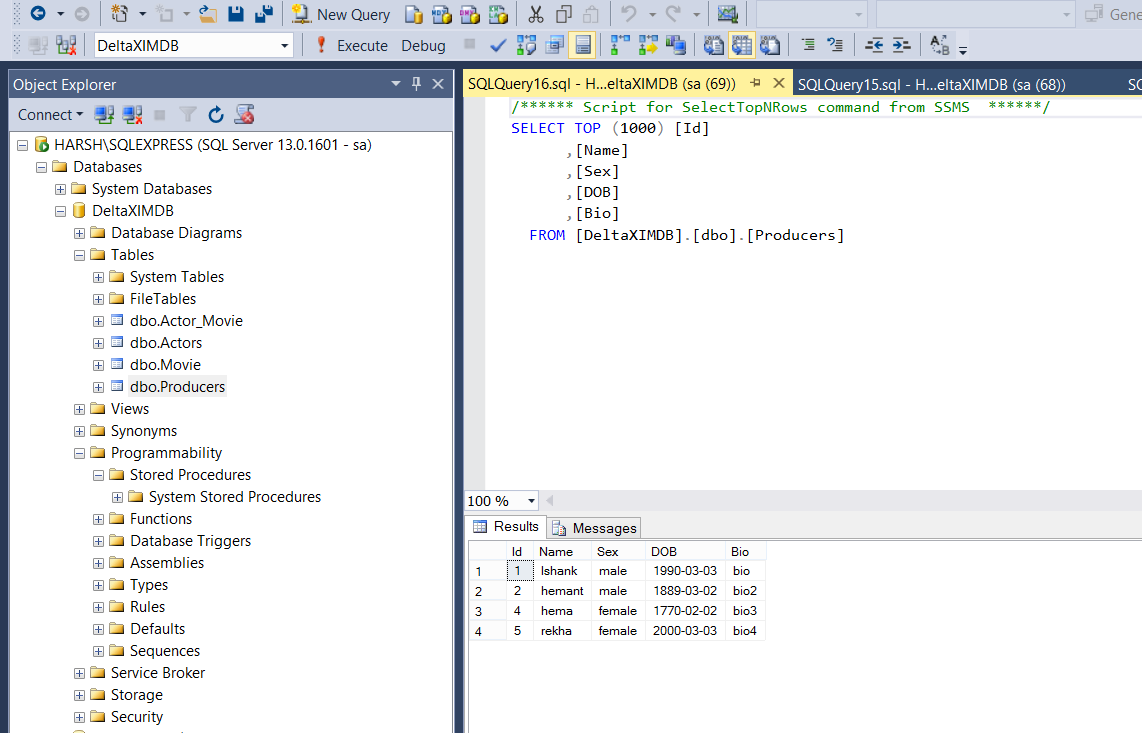 New Query
Gene
DeltaXIMDB
Execute
Debug
Object Explorer
Connect
HARSH\SQLEXPRESS (SQL Server 13.0.1601 - sa)
Databases
System Databases
DeltaXIMDB
Database Diagrams
Tables
System Tables
FileTables
dbo.Actor_Movie
dbo.Actors
dbo.Movie
dbo.Producers
Views
Synonyms
Programmability
Stored Procedures
System Stored Procedures
Functions
Database Triggers
Assemblies
Types
Rules
Defaults
Sequences
Service Broker
Storage
Security
SQLQuery16.sql - H...eltaXIMDB (sa (69))
SQLQuery15.sql - H...eltaXIMDB (sa (68))
SC
/****** Script for SelectTopNRows command from SSMS  ******/
SELECT TOP (1000) [Id]
,[Name]
,[Sex]
,[DOB]
,[Bio]
FROM [DeltaXIMDB].[dbo].[Producers]
100 %
Results Messages
Id Name Sex DOB Bio
1 1 Ishank male 1990-03-03 bio
2 2 hemant male 1889-03-02 bio2
3 4 hema female 1770-02-02 bio3
4 5 rekha female 2000-03-03 bio4